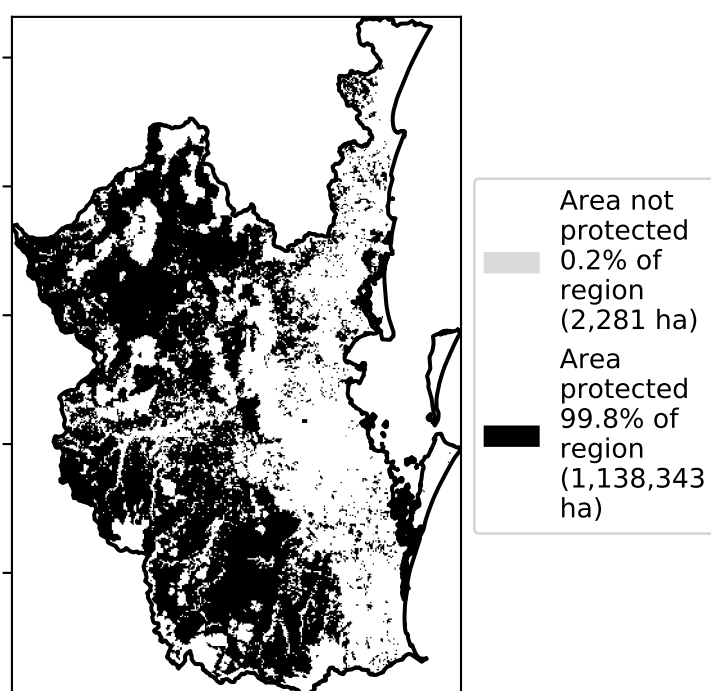 Area not
protected
0.2% of
region
(2,281 ha)
Area
protected
99.8% of
region
(1,138,343
ha)